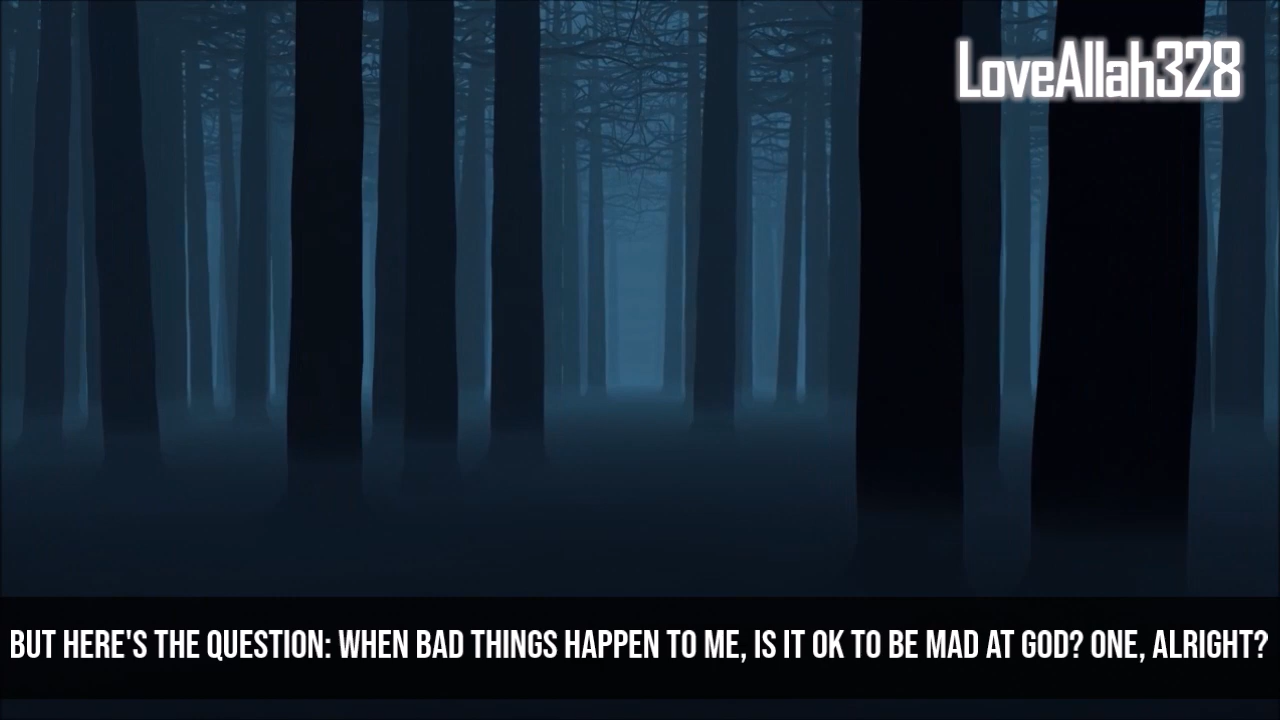 LoveAllah328
BUT HERE'S THE QUESTION: WHEN BAD THINGS HAPPEN TO ME, IS IT OK TO BE MAD AT GOD? ONE, ALRIGHT?